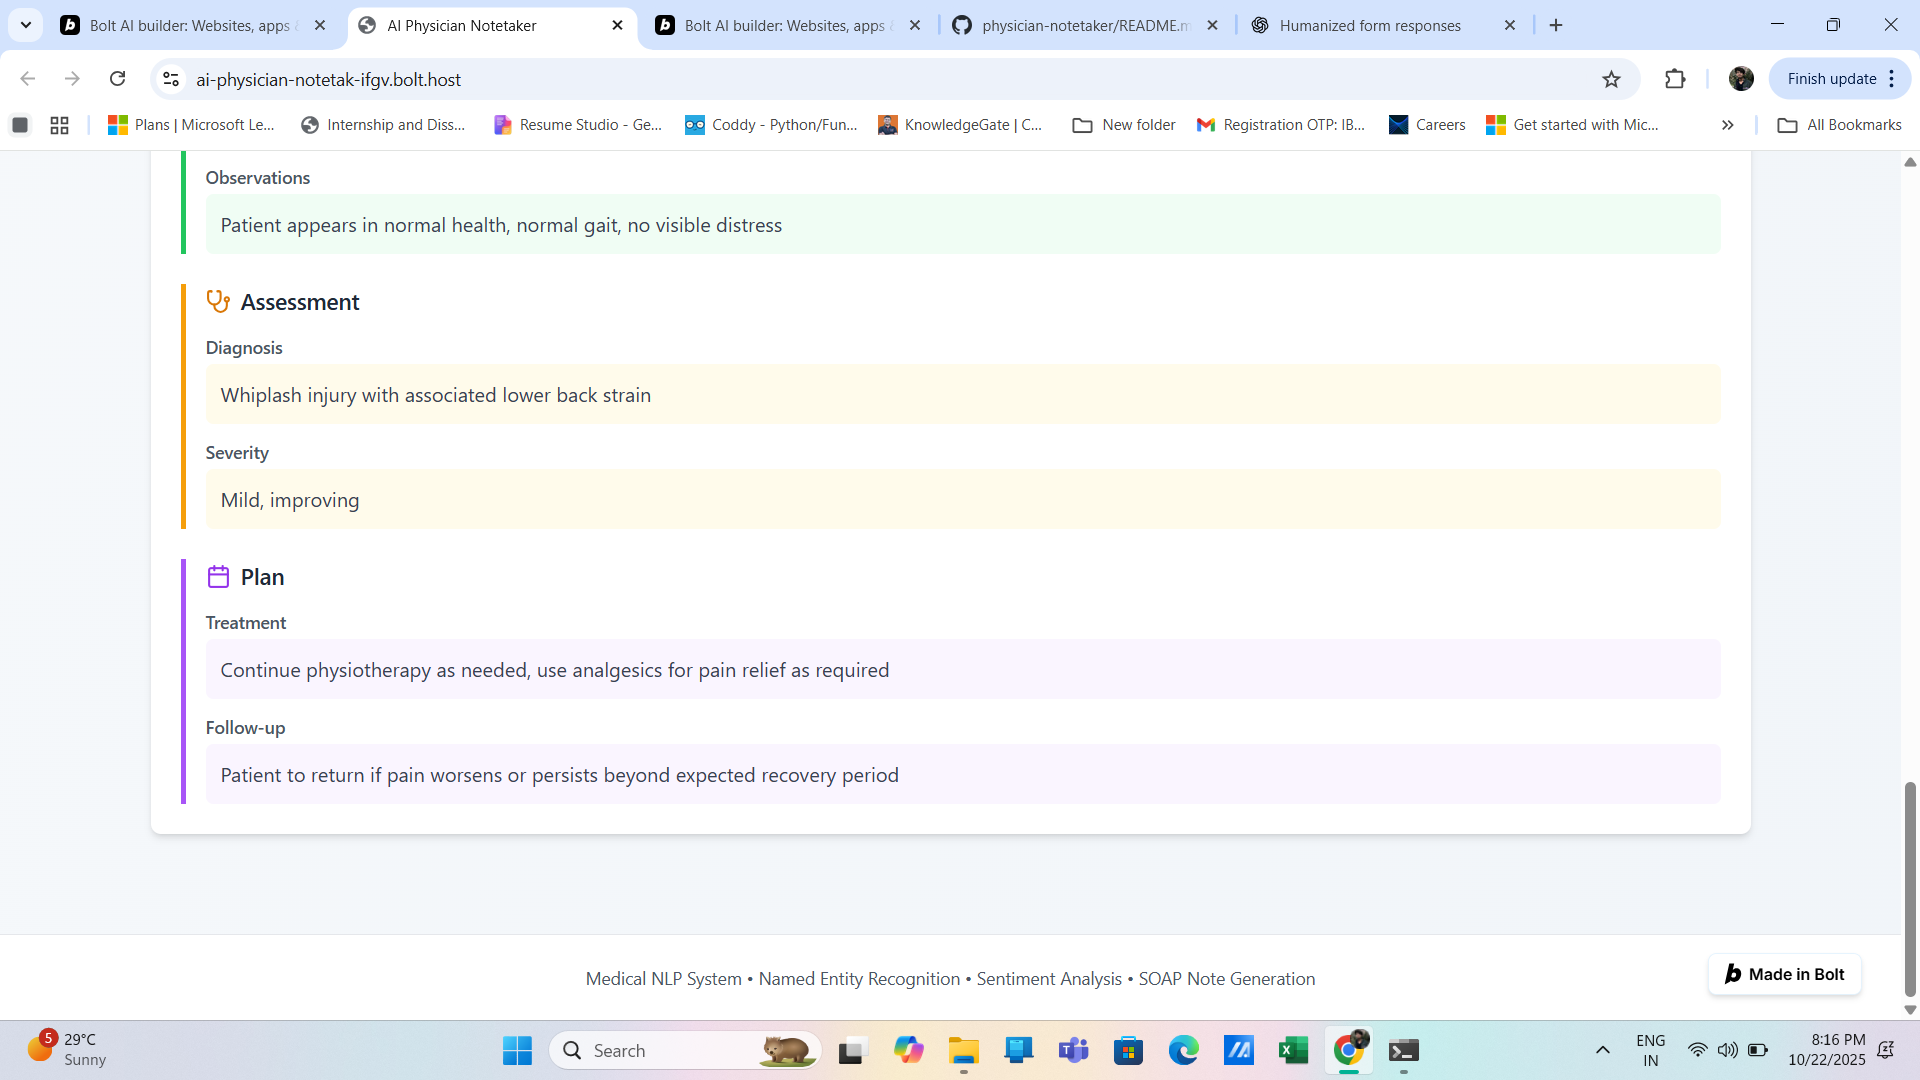 Bolt AI builder: Websites, apps &
AI Physician Notetaker
Bolt AI builder: Websites, apps &
physician-notetaker/README.m
Humanized form responses
ai-physician-notetak-ifgv.bolt.host
Finish update
Plans | Microsoft Le...
Internship and Diss...
Resume Studio - Ge...
Coddy - Python/Fun...
KnowledgeGate | C...
New folder
Registration OTP: IB...
Careers
Get started with Mic...
All Bookmarks
Observations
Patient appears in normal health, normal gait, no visible distress
Assessment
Diagnosis
Whiplash injury with associated lower back strain
Severity
Mild, improving
Plan
Treatment
Continue physiotherapy as needed, use analgesics for pain relief as required
Follow-up
Patient to return if pain worsens or persists beyond expected recovery period
Medical NLP System • Named Entity Recognition • Sentiment Analysis • SOAP Note Generation
b Made in Bolt
5
29°C
Sunny
Search
ENG
IN
8:16 PM
10/22/2025